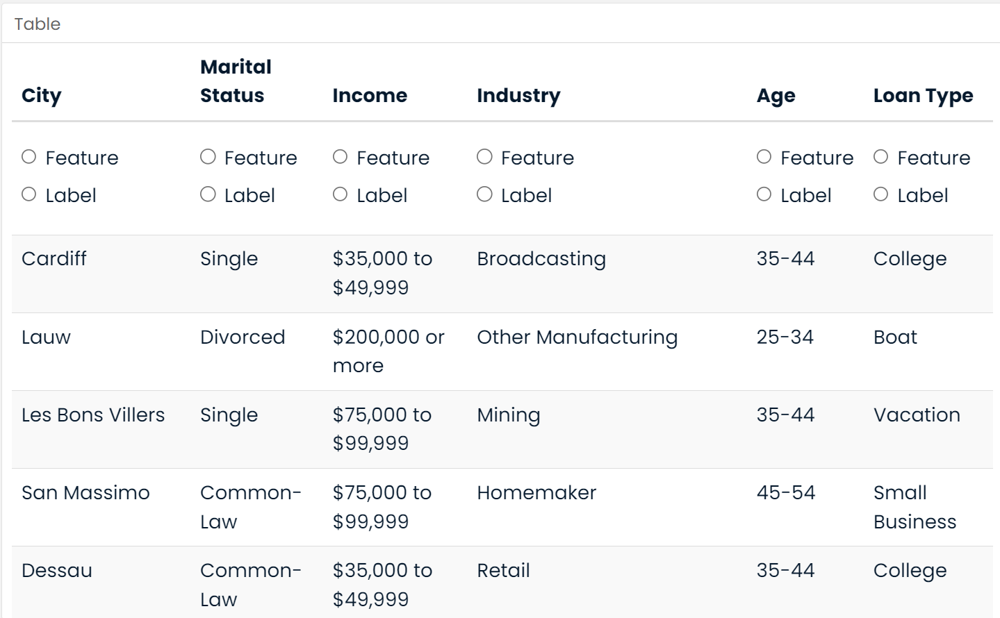 Table
City Marital Status Income Industry Age Loan Type
Feature Feature Feature Feature Feature Feature
Label Label Label Label Label Label
Cardiff Single $35,000 to $49,999 Broadcasting 35-44 College
Lauw Divorced $200,000 or more Other Manufacturing 25-34 Boat
Les Bons Villers Single $75,000 to $99,999 Mining 35-44 Vacation
San Massimo Common-Law $75,000 to $99,999 Homemaker 45-54 Small Business
Dessau Common-Law $35,000 to $49,999 Retail 35-44 College